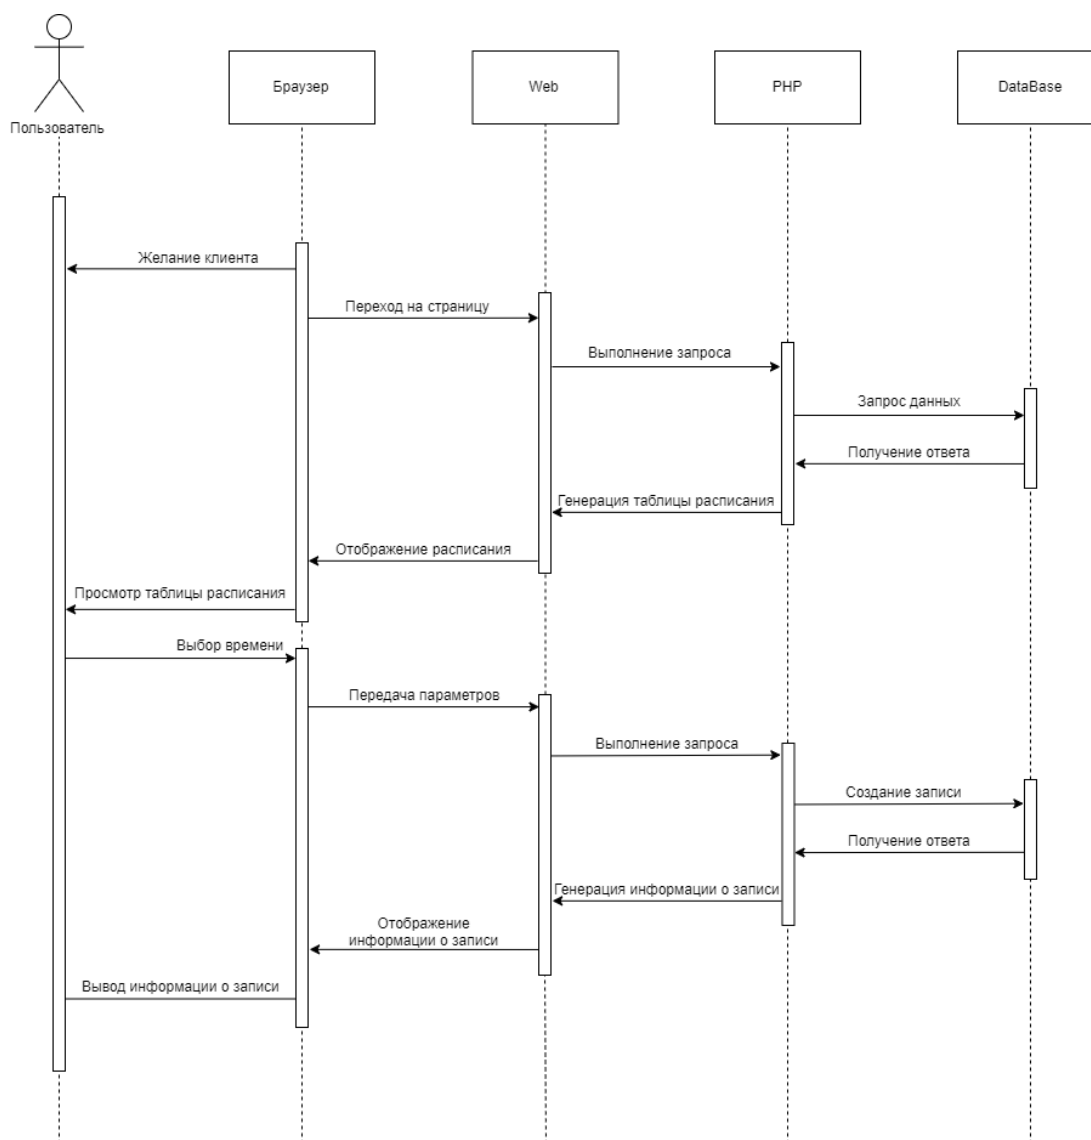 Пользователь
Браузер
Web
PHP
DataBase
Желание клиента
Переход на страницу
Выполнение запроса
Запрос данных
Получение ответа
Генерация таблицы расписания
Отображение расписания
Просмотр таблицы расписания
Выбор времени
Передача параметров
Выполнение запроса
Создание записи
Получение ответа
Генерация информации о записи
Отображение
информации о записи
Вывод информации о записи